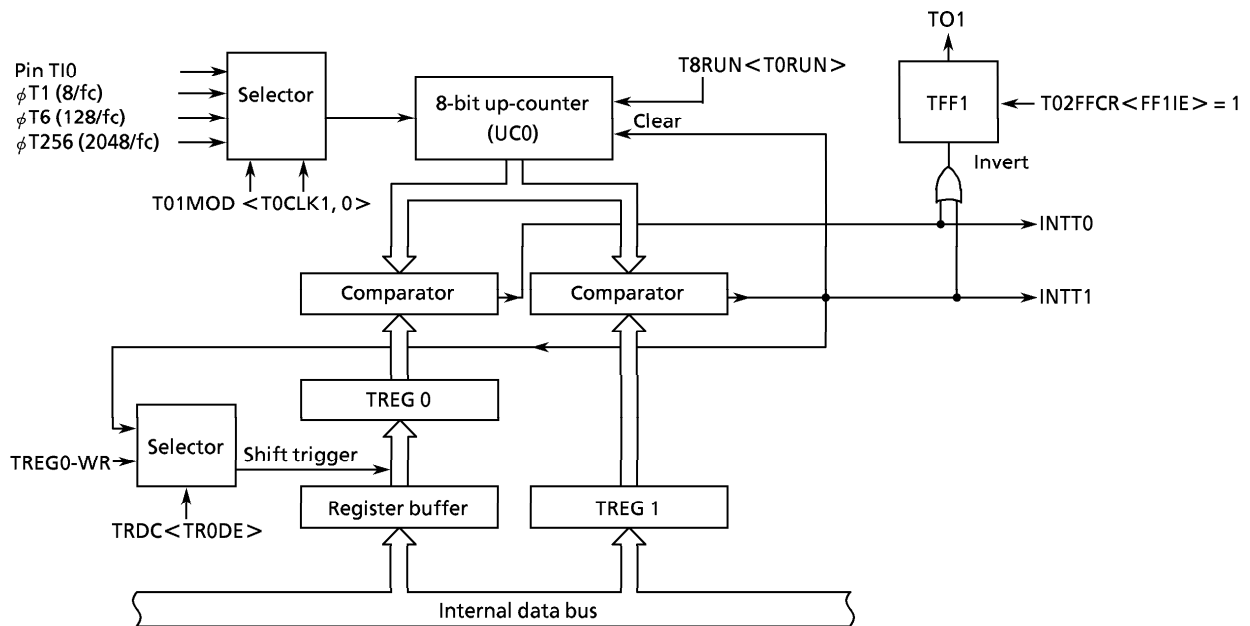 TO1
Pin TI0
ϕT1 (8/fc)
ϕT6 (128/fc)
ϕT256 (2048/fc)
Selector
T01MOD <T0CLK1, 0>
8-bit up-counter
(UC0)
T8RUN<T0RUN>
Clear
TFF1
T02FFCR<FF1IE> = 1
Invert
INTT0
Comparator
Comparator
INTT1
TREG 0
Selector
TREG0-WR
Shift trigger
TRDC<TR0DE>
Register buffer
TREG 1
Internal data bus